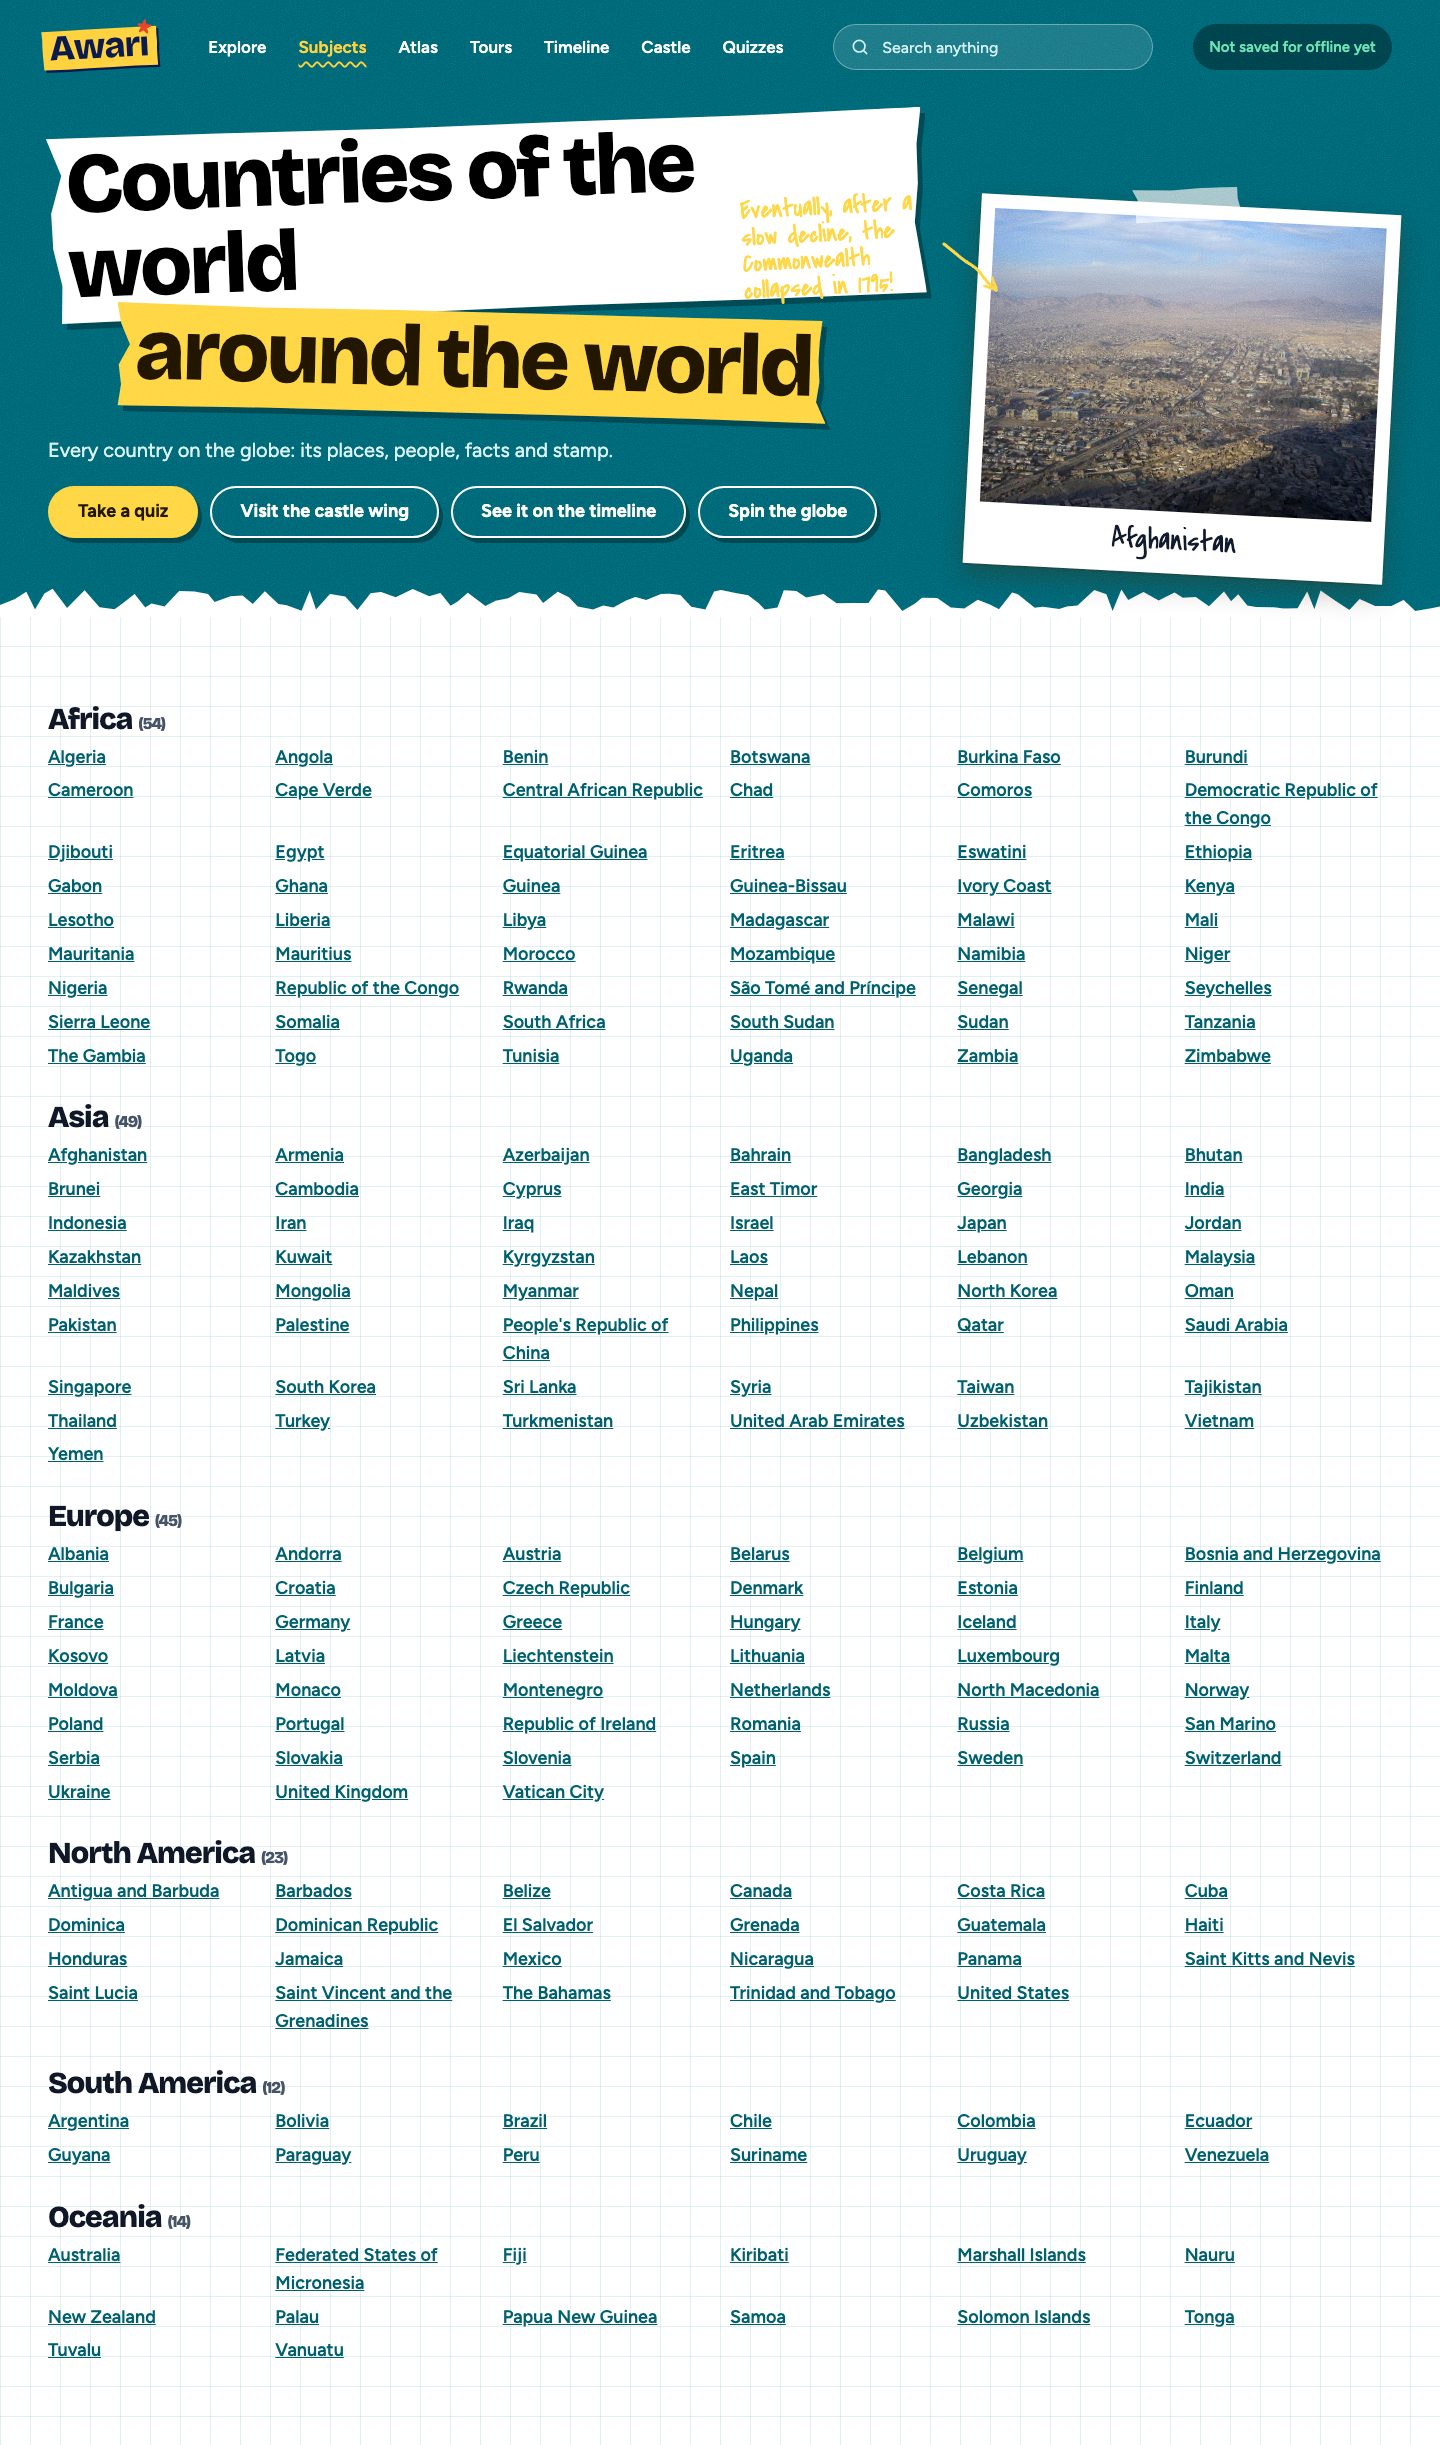 Awari
Explore Subjects Atlas Tours Timeline Castle Quizzes Search anything Not saved for offline yet
Countries of the
world
Eventually, after a
slow decline, the
Commonwealth
collapsed in 1795!
around the world
Every country on the globe: its places, people, facts and stamp.
Take a quiz Visit the castle wing See it on the timeline Spin the globe
Afghanistan
Africa (54)
Algeria Angola Benin Botswana Burkina Faso Burundi
Cameroon Cape Verde Central African Republic Chad Comoros Democratic Republic of
the Congo
Djibouti Egypt Equatorial Guinea Eritrea Eswatini Ethiopia
Gabon Ghana Guinea Guinea-Bissau Ivory Coast Kenya
Lesotho Liberia Libya Madagascar Malawi Mali
Mauritania Mauritius Morocco Mozambique Namibia Niger
Nigeria Republic of the Congo Rwanda São Tomé and Príncipe Senegal Seychelles
Sierra Leone Somalia South Africa South Sudan Sudan Tanzania
The Gambia Togo Tunisia Uganda Zambia Zimbabwe
Asia (49)
Afghanistan Armenia Azerbaijan Bahrain Bangladesh Bhutan
Brunei Cambodia Cyprus East Timor Georgia India
Indonesia Iran Iraq Israel Japan Jordan
Kazakhstan Kuwait Kyrgyzstan Laos Lebanon Malaysia
Maldives Mongolia Myanmar Nepal North Korea Oman
Pakistan Palestine People's Republic of Philippines Qatar Saudi Arabia
China
Singapore South Korea Sri Lanka Syria Taiwan Tajikistan
Thailand Turkey Turkmenistan United Arab Emirates Uzbekistan Vietnam
Yemen
Europe (45)
Albania Andorra Austria Belarus Belgium Bosnia and Herzegovina
Bulgaria Croatia Czech Republic Denmark Estonia Finland
France Germany Greece Hungary Iceland Italy
Kosovo Latvia Liechtenstein Lithuania Luxembourg Malta
Moldova Monaco Montenegro Netherlands North Macedonia Norway
Poland Portugal Republic of Ireland Romania Russia San Marino
Serbia Slovakia Slovenia Spain Sweden Switzerland
Ukraine United Kingdom Vatican City
North America (23)
Antigua and Barbuda Barbados Belize Canada Costa Rica Cuba
Dominica Dominican Republic El Salvador Grenada Guatemala Haiti
Honduras Jamaica Mexico Nicaragua Panama Saint Kitts and Nevis
Saint Lucia Saint Vincent and the The Bahamas Trinidad and Tobago United States
Grenadines
South America (12)
Argentina Bolivia Brazil Chile Colombia Ecuador
Guyana Paraguay Peru Suriname Uruguay Venezuela
Oceania (14)
Australia Federated States of Fiji Kiribati Marshall Islands Nauru
Micronesia
New Zealand Palau Papua New Guinea Samoa Solomon Islands Tonga
Tuvalu Vanuatu